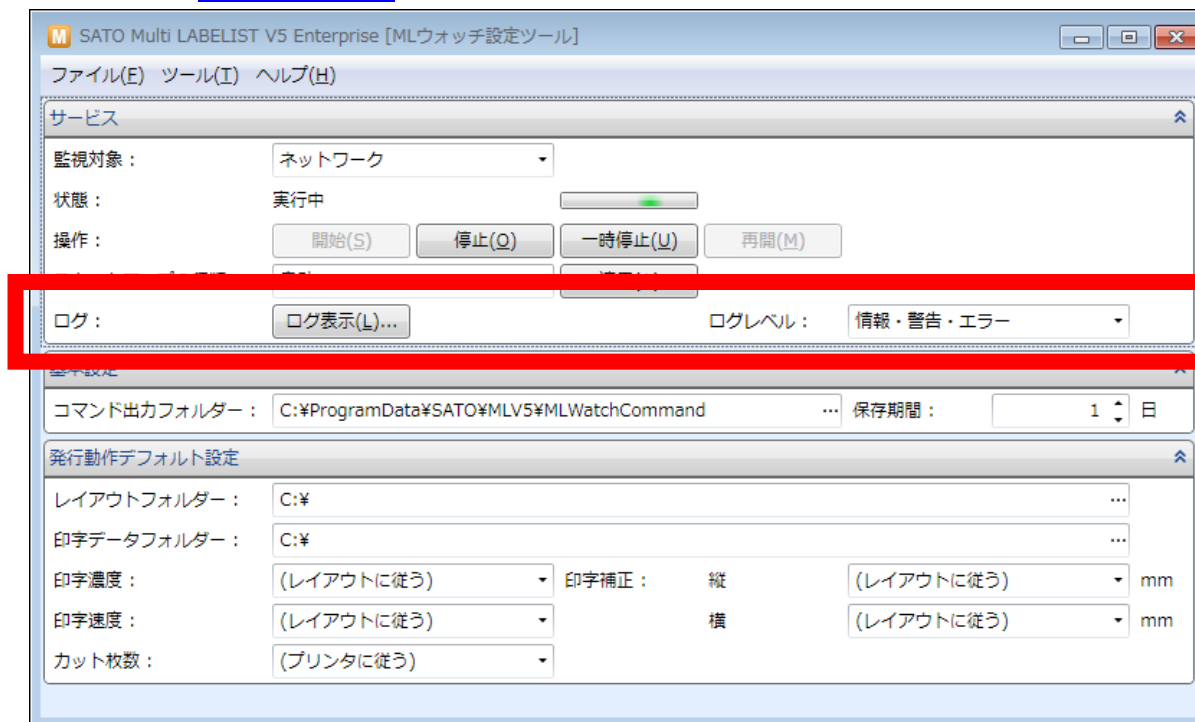 SATO Multi LABELIST V5 Enterprise [MLウォッチ設定ツール]
ファイル(F) ツール(T) ヘルプ(H)
サービス
監視対象： ネットワーク
状態： 実行中
操作： 開始(S) 停止(O) 一時停止(U) 再開(M)
ログ： ログ表示(L)... ログレベル： 情報・警告・エラー
基本設定
コマンド出力フォルダー： C:¥ProgramData¥SATO¥MLV5¥MLWatchCommand ... 保存期間： 1 日
発行動作デフォルト設定
レイアウトフォルダー： C:¥ ...
印字データフォルダー： C:¥ ...
印字濃度： (レイアウトに従う) 印字補正： 縦 (レイアウトに従う) mm
印字速度： (レイアウトに従う) 横 (レイアウトに従う) mm
カット枚数： (プリンタに従う)